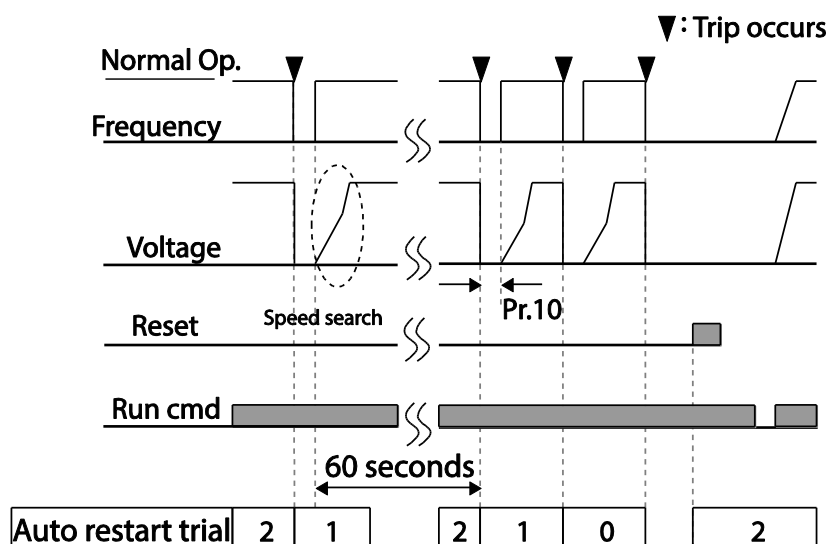 ▼: Trip occurs
Normal Op.
Frequency
Voltage
Pr.10
Reset
Speed search
Run cmd
60 seconds
Auto restart trial 2 1 2 1 0 2